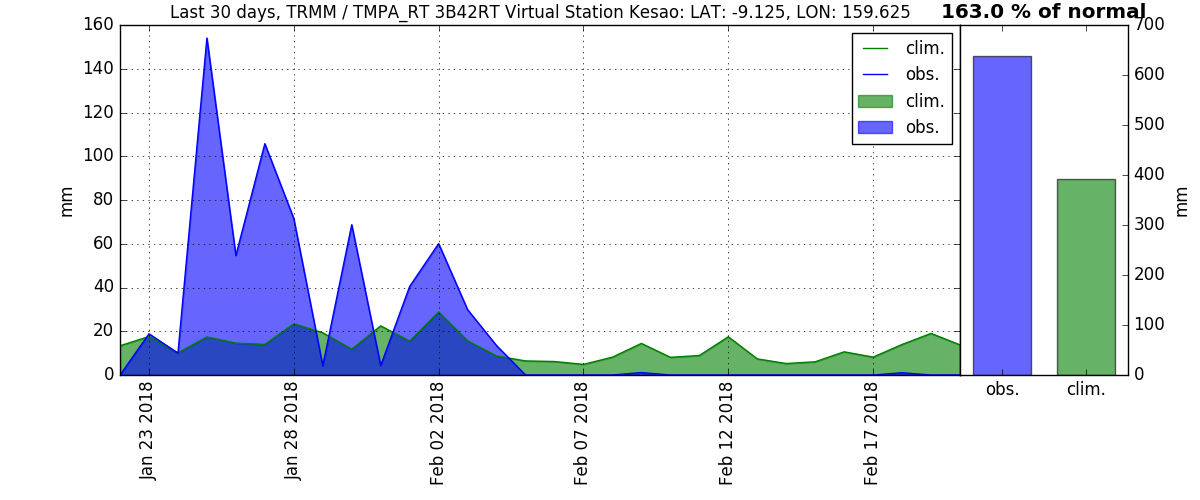 Last 30 days, TRMM / TMPA_RT 3B42RT Virtual Station Kesao: LAT: -9.125, LON: 159.625
163.0 % of normal
160
140
120
100
80
60
40
20
0
mm
clim.
obs.
clim.
obs.
700
600
500
400
300
200
100
0
mm
obs.
clim.
Jan 23 2018
Jan 28 2018
Feb 02 2018
Feb 07 2018
Feb 12 2018
Feb 17 2018